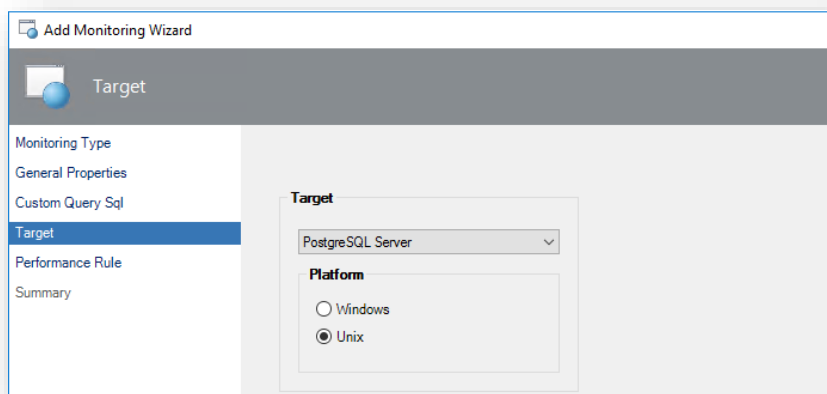 Add Monitoring Wizard
Target
Monitoring Type
General Properties
Custom Query Sql
Target
Performance Rule
Summary
Target
PostgreSQL Server
Platform
Windows
Unix